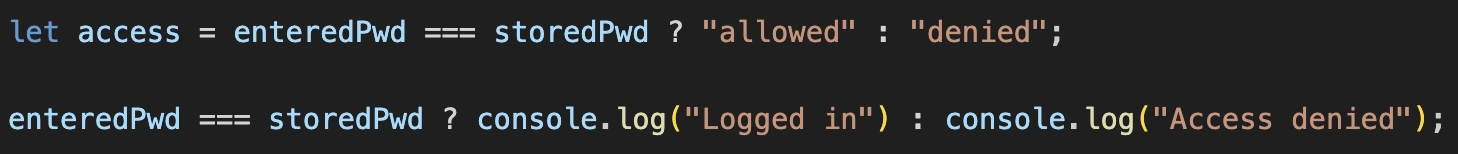 let access = enteredPwd === storedPwd ? "allowed" : "denied";
enteredPwd === storedPwd ? console.log("Logged in") : console.log("Access denied");